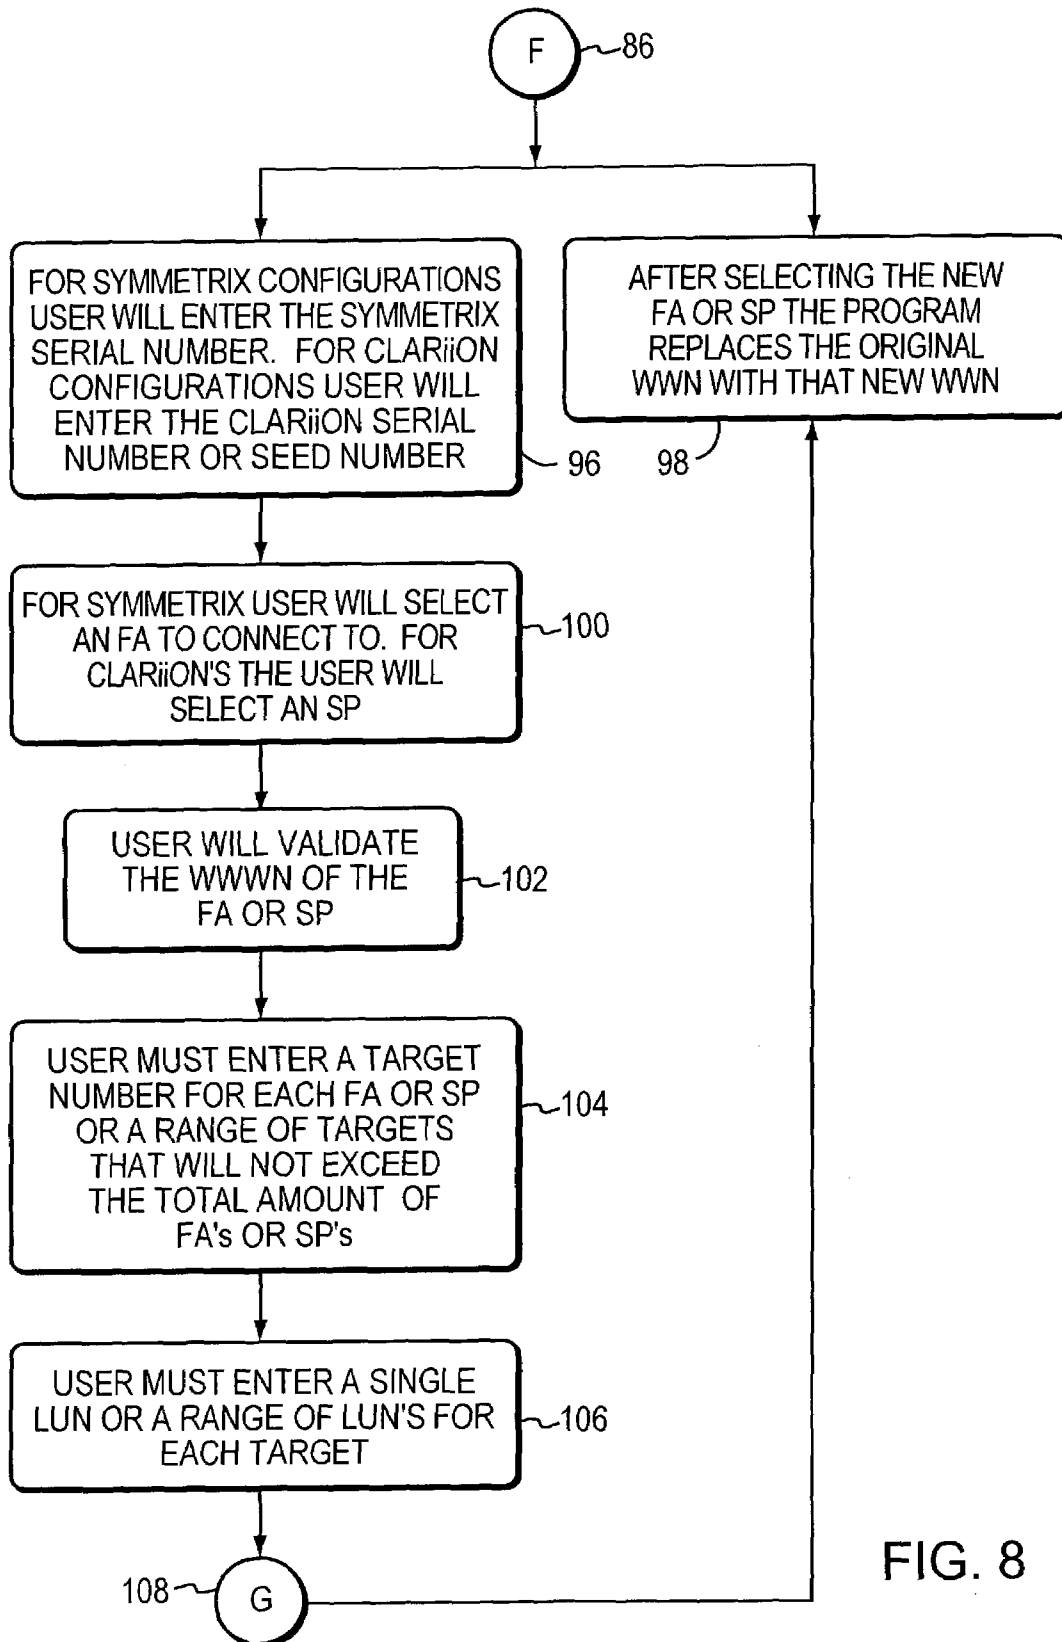 F
86
FOR SYMMETRIX CONFIGURATIONS
USER WILL ENTER THE SYMMETRIX
SERIAL NUMBER. FOR CLARiiON
CONFIGURATIONS USER WILL
ENTER THE CLARiiON SERIAL
NUMBER OR SEED NUMBER
96
AFTER SELECTING THE NEW
FA OR SP THE PROGRAM
REPLACES THE ORIGINAL
WWN WITH THAT NEW WWN
98
FOR SYMMETRIX USER WILL SELECT
AN FA TO CONNECT TO. FOR
CLARiiON'S THE USER WILL
SELECT AN SP
100
USER WILL VALIDATE
THE WWWN OF THE
FA OR SP
102
USER MUST ENTER A TARGET
NUMBER FOR EACH FA OR SP
OR A RANGE OF TARGETS
THAT WILL NOT EXCEED
THE TOTAL AMOUNT OF
FA's OR SP's
104
USER MUST ENTER A SINGLE
LUN OR A RANGE OF LUN'S FOR
EACH TARGET
106
108
G
FIG. 8